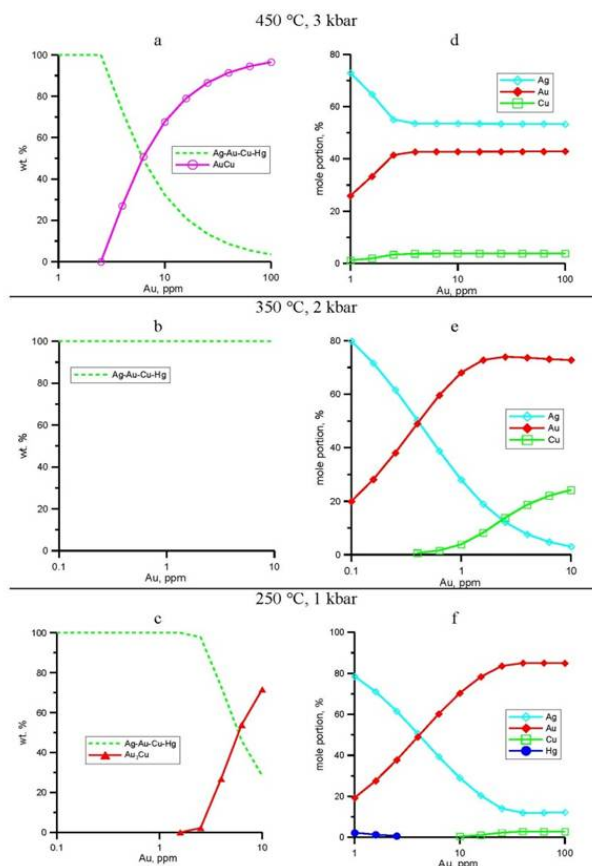 450 °C, 3 kbar
a
100
80
60
40
20
0
wt. %
Ag-Au-Cu-Hg
AuCu
1
10
100
Au, ppm
d
80
60
40
20
0
mole portion, %
Ag
Au
Cu
1
10
100
Au, ppm
350 °C, 2 kbar
b
100
80
60
40
20
0
wt. %
Ag-Au-Cu-Hg
0.1
1
10
Au, ppm
e
80
60
40
20
0
mole portion, %
Ag
Au
Cu
0.1
1
10
Au, ppm
250 °C, 1 kbar
c
100
80
60
40
20
0
wt. %
Ag-Au-Cu-Hg
Au₃Cu
0.1
1
10
Au, ppm
f
100
80
60
40
20
0
mole portion, %
Ag
Au
Cu
Hg
1
10
100
Au, ppm